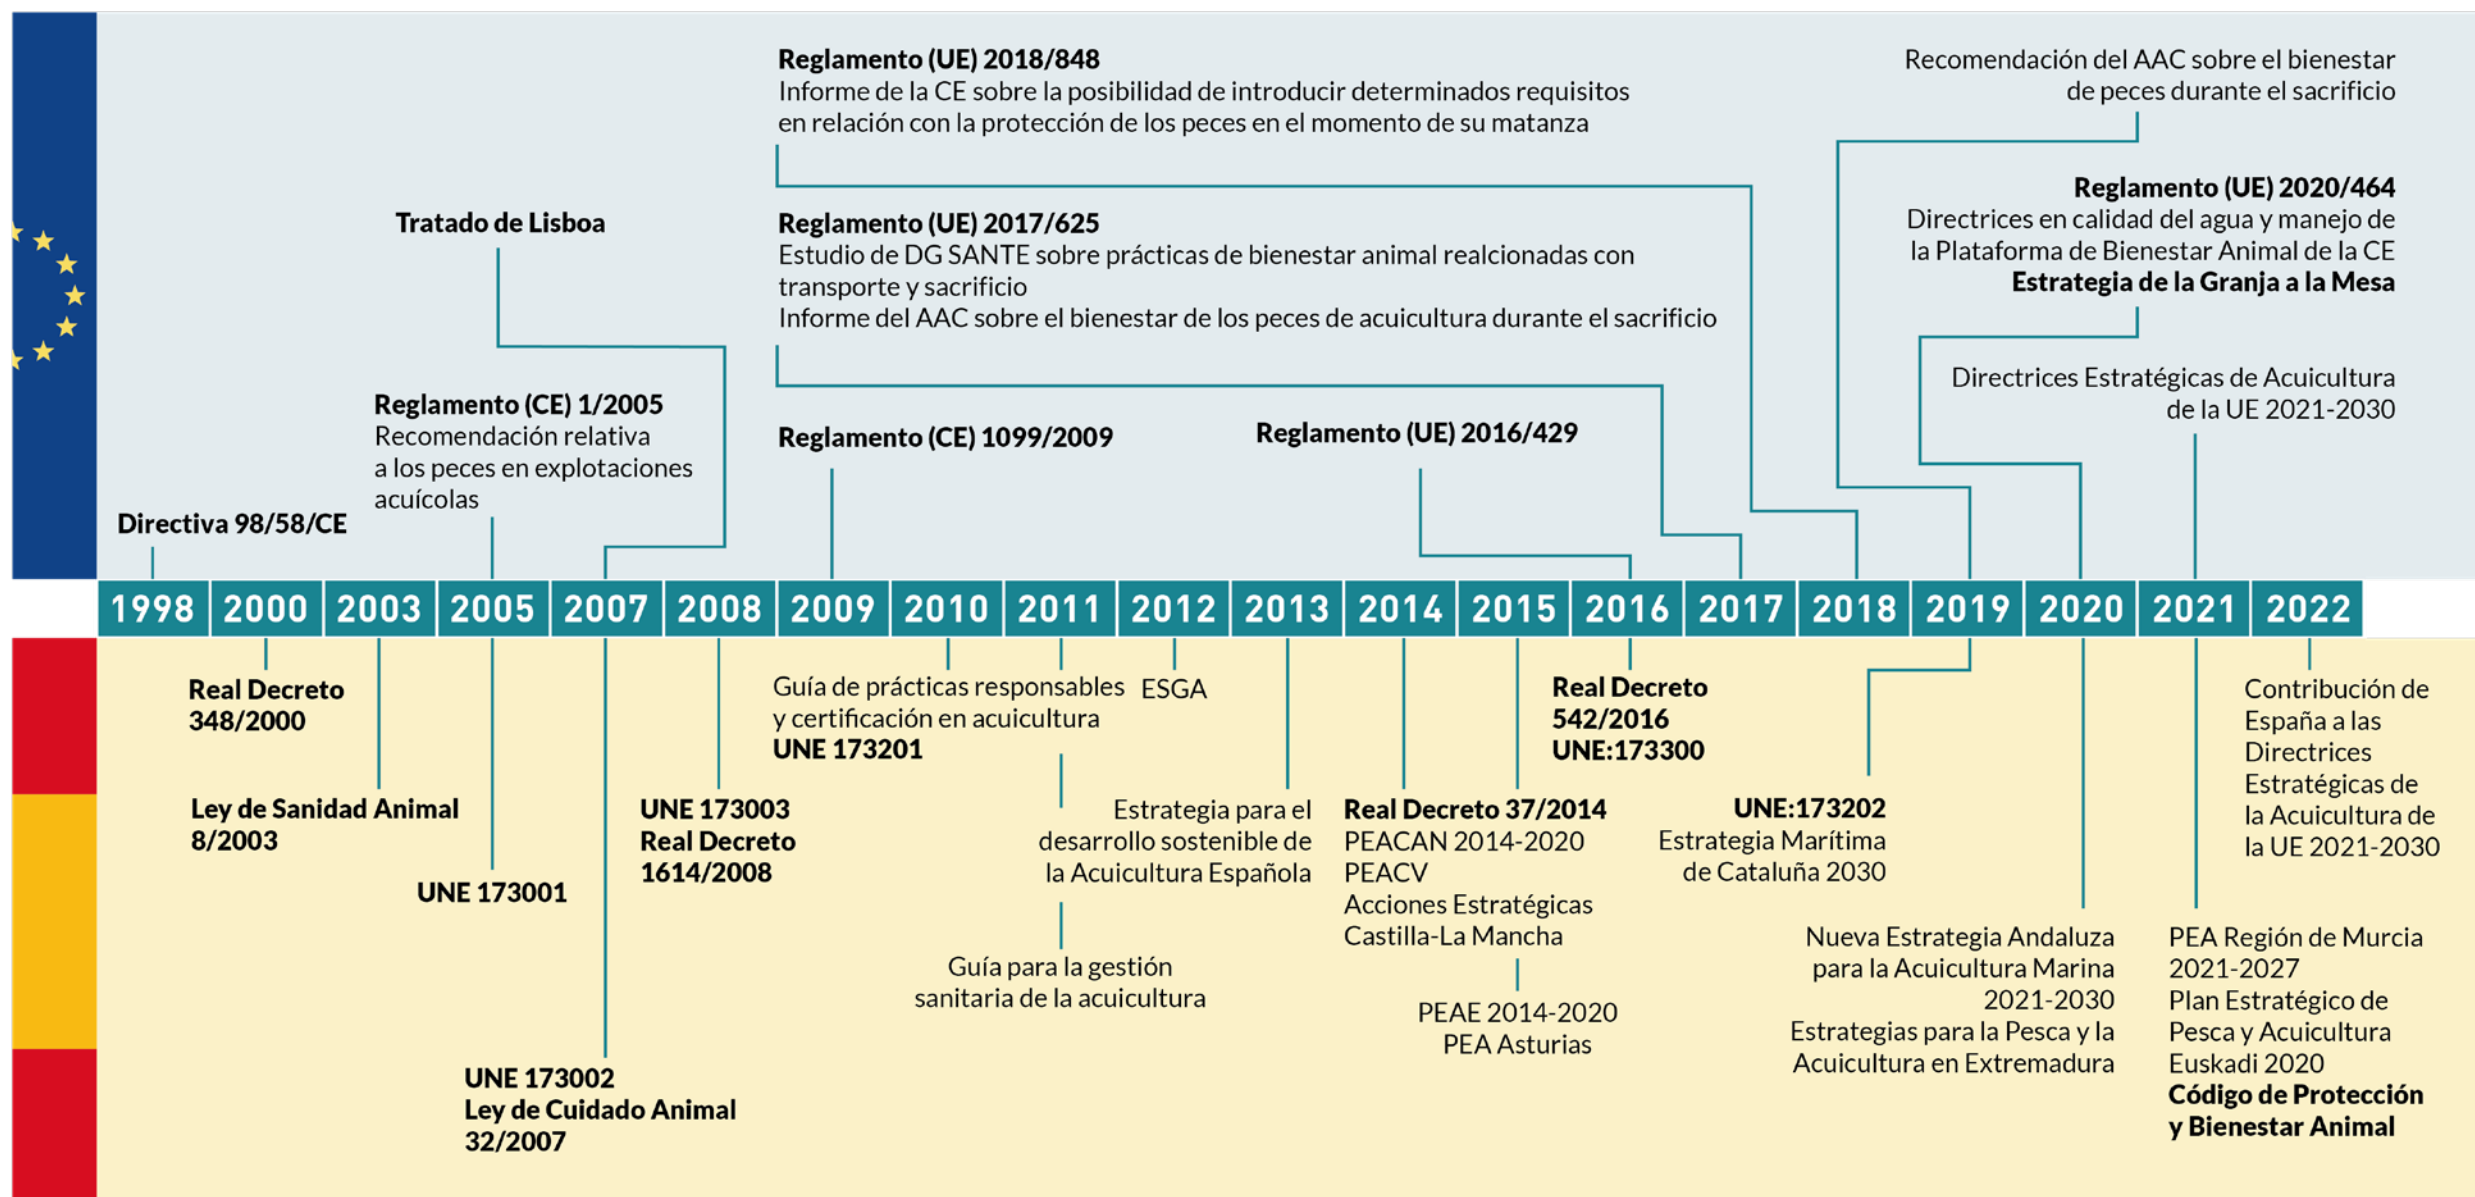 Reglamento (UE) 2018/848
Informe de la CE sobre la posibilidad de introducir determinados requisitos
en relación con la protección de los peces en el momento de su matanza
Recomendación del AAC sobre el bienestar
de peces durante el sacrificio
Reglamento (UE) 2020/464
Directrices en calidad del agua y manejo de
la Plataforma de Bienestar Animal de la CE
Estrategia de la Granja a la Mesa
Tratado de Lisboa
Reglamento (UE) 2017/625
Estudio de DG SANTE sobre prácticas de bienestar animal realcionadas con
transporte y sacrificio
Informe del AAC sobre el bienestar de los peces de acuicultura durante el sacrificio
Directrices Estratégicas de Acuicultura
de la UE 2021-2030
Reglamento (CE) 1/2005
Recomendación relativa
a los peces en explotaciones
acuícolas
Reglamento (CE) 1099/2009
Reglamento (UE) 2016/429
Directiva 98/58/CE
1998 2000 2003 2005 2007 2008 2009 2010 2011 2012 2013 2014 2015 2016 2017 2018 2019 2020 2021 2022
Real Decreto
348/2000
Ley de Sanidad Animal
8/2003
UNE 173001
UNE 173002
Ley de Cuidado Animal
32/2007
UNE 173003
Real Decreto
1614/2008
Guía de prácticas responsables
y certificación en acuicultura
UNE 173201
ESGA
Estrategia para el
desarrollo sostenible de
la Acuicultura Española
Guía para la gestión
sanitaria de la acuicultura
Real Decreto 37/2014
PEACAN 2014-2020
PEACV
Acciones Estratégicas
Castilla-La Mancha
PEAE 2014-2020
PEA Asturias
Real Decreto
542/2016
UNE:173300
UNE:173202
Estrategia Marítima
de Cataluña 2030
Nueva Estrategia Andaluza
para la Acuicultura Marina
2021-2030
Estrategias para la Pesca y la
Acuicultura en Extremadura
PEA Región de Murcia
2021-2027
Plan Estratégico de
Pesca y Acuicultura
Euskadi 2020
Código de Protección
y Bienestar Animal
Contribución de
España a las
Directrices
Estratégicas de
la Acuicultura de
la UE 2021-2030